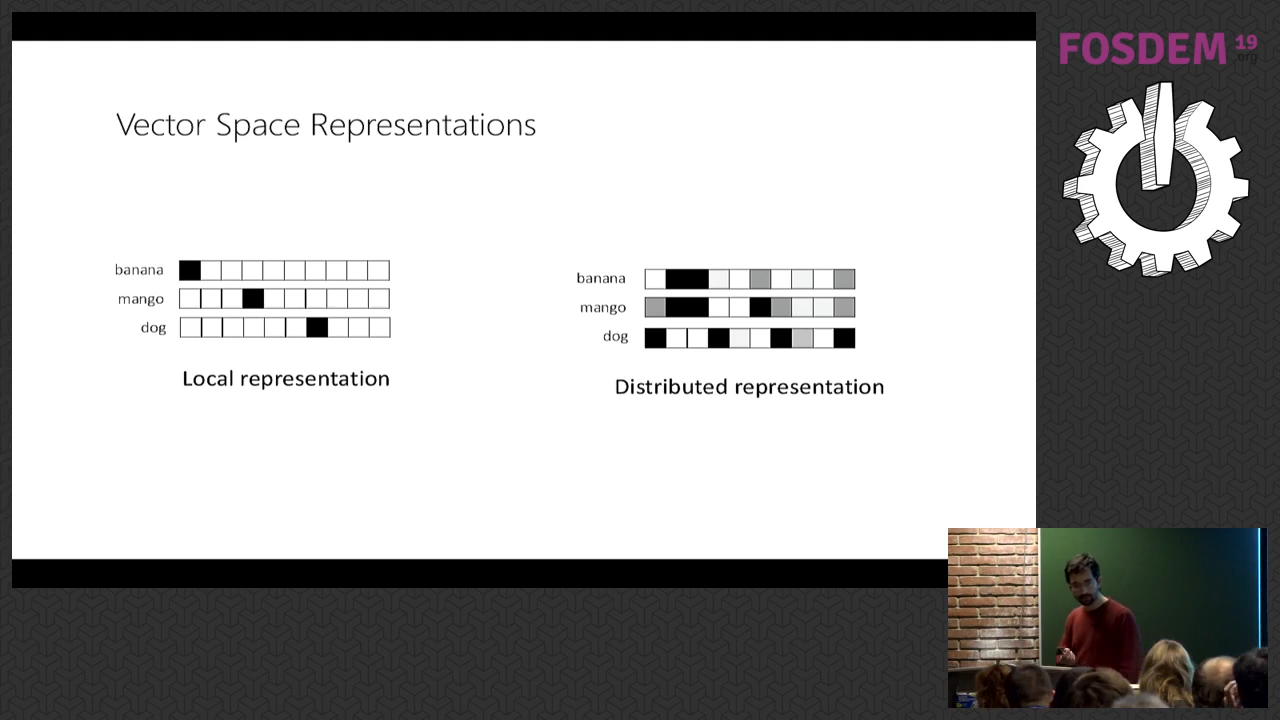 FOSDEM 19
.org
Vector Space Representations
banana
mango
dog
Local representation
banana
mango
dog
Distributed representation